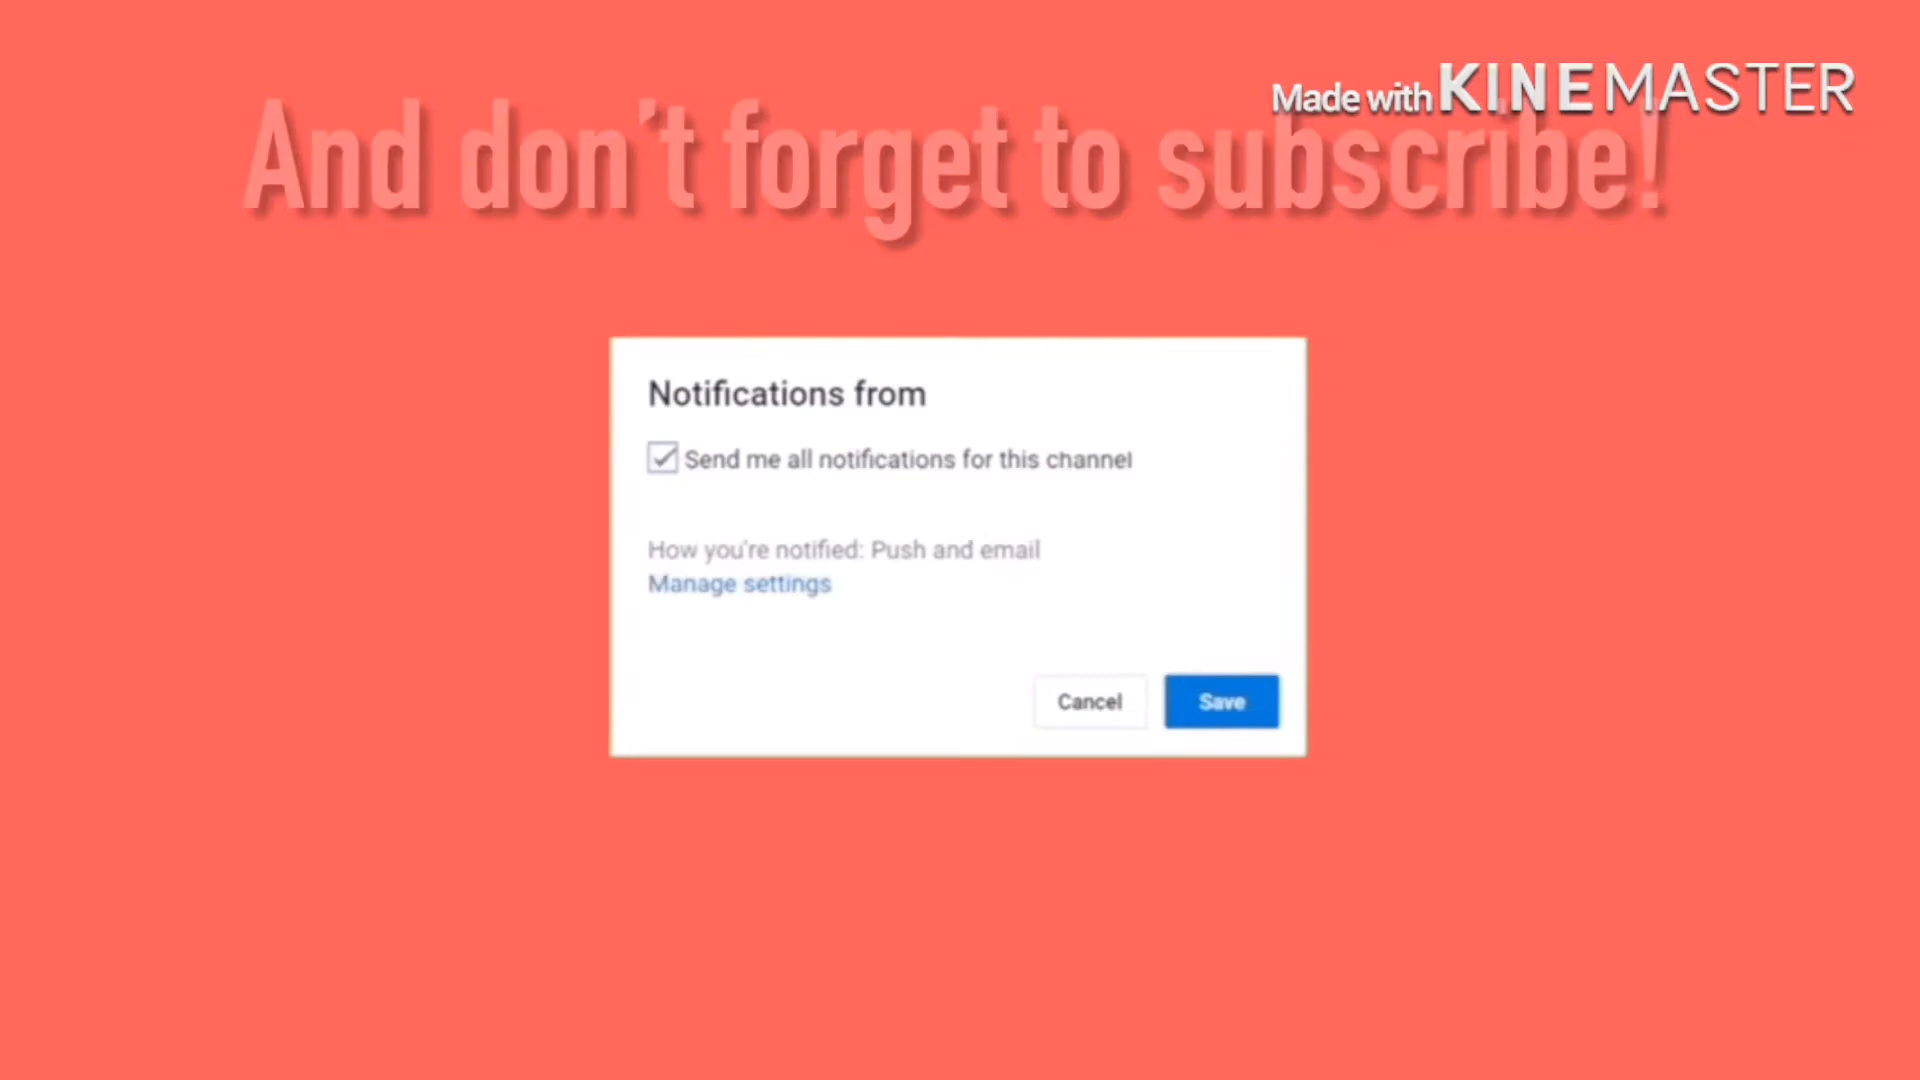 Made with KINEMASTER
And don't forget to subscribe!
Notifications from
Send me all notifications for this channel
How you're notified: Push and email
Manage settings
Cancel
Save